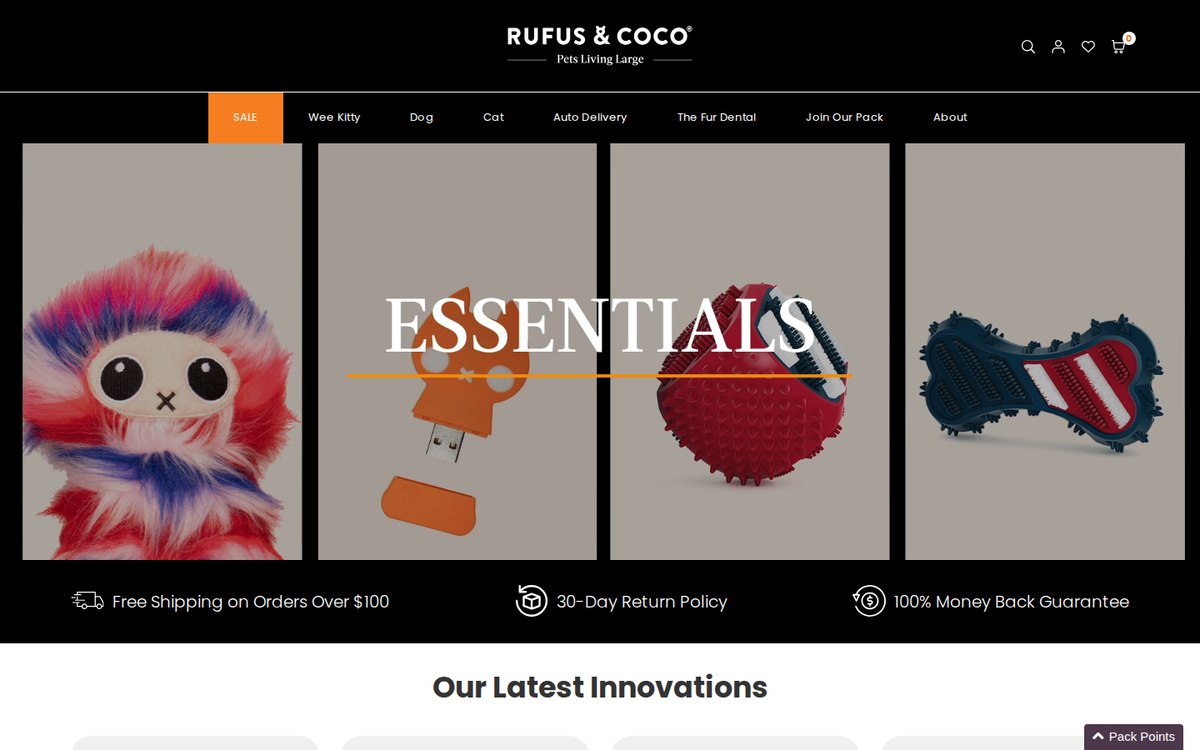 RUFUS & COCO®
Pets Living Large
0
SALE
Wee Kitty
Dog
Cat
Auto Delivery
The Fur Dental
Join Our Pack
About
ESSENTIALS
Free Shipping on Orders Over $100
30-Day Return Policy
100% Money Back Guarantee
Our Latest Innovations
Pack Points